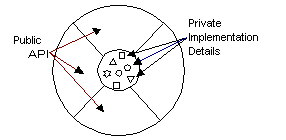 Public
API
Private
Implementation
Details